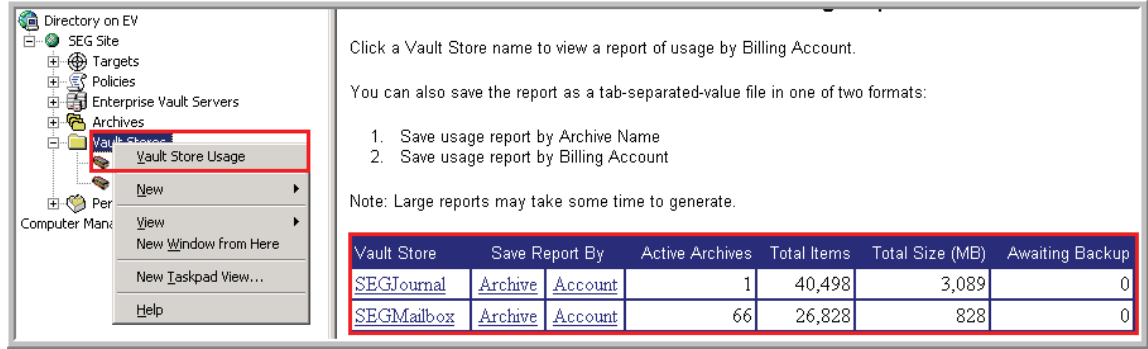 Directory on EV
SEG Site
Targets
Policies
Enterprise Vault Servers
Archives
Vault Stores
Vault Store Usage
New
Per
Computer Mana
View
New Window from Here
New Taskpad View...
Help
Click a Vault Store name to view a report of usage by Billing Account.
You can also save the report as a tab-separated-value file in one of two formats:
1. Save usage report by Archive Name
2. Save usage report by Billing Account
Note: Large reports may take some time to generate.
Vault Store Save Report By Active Archives Total Items Total Size (MB) Awaiting Backup
SEGJournal Archive Account 1 40,498 3,089 0
SEGMailbox Archive Account 66 26,828 828 0